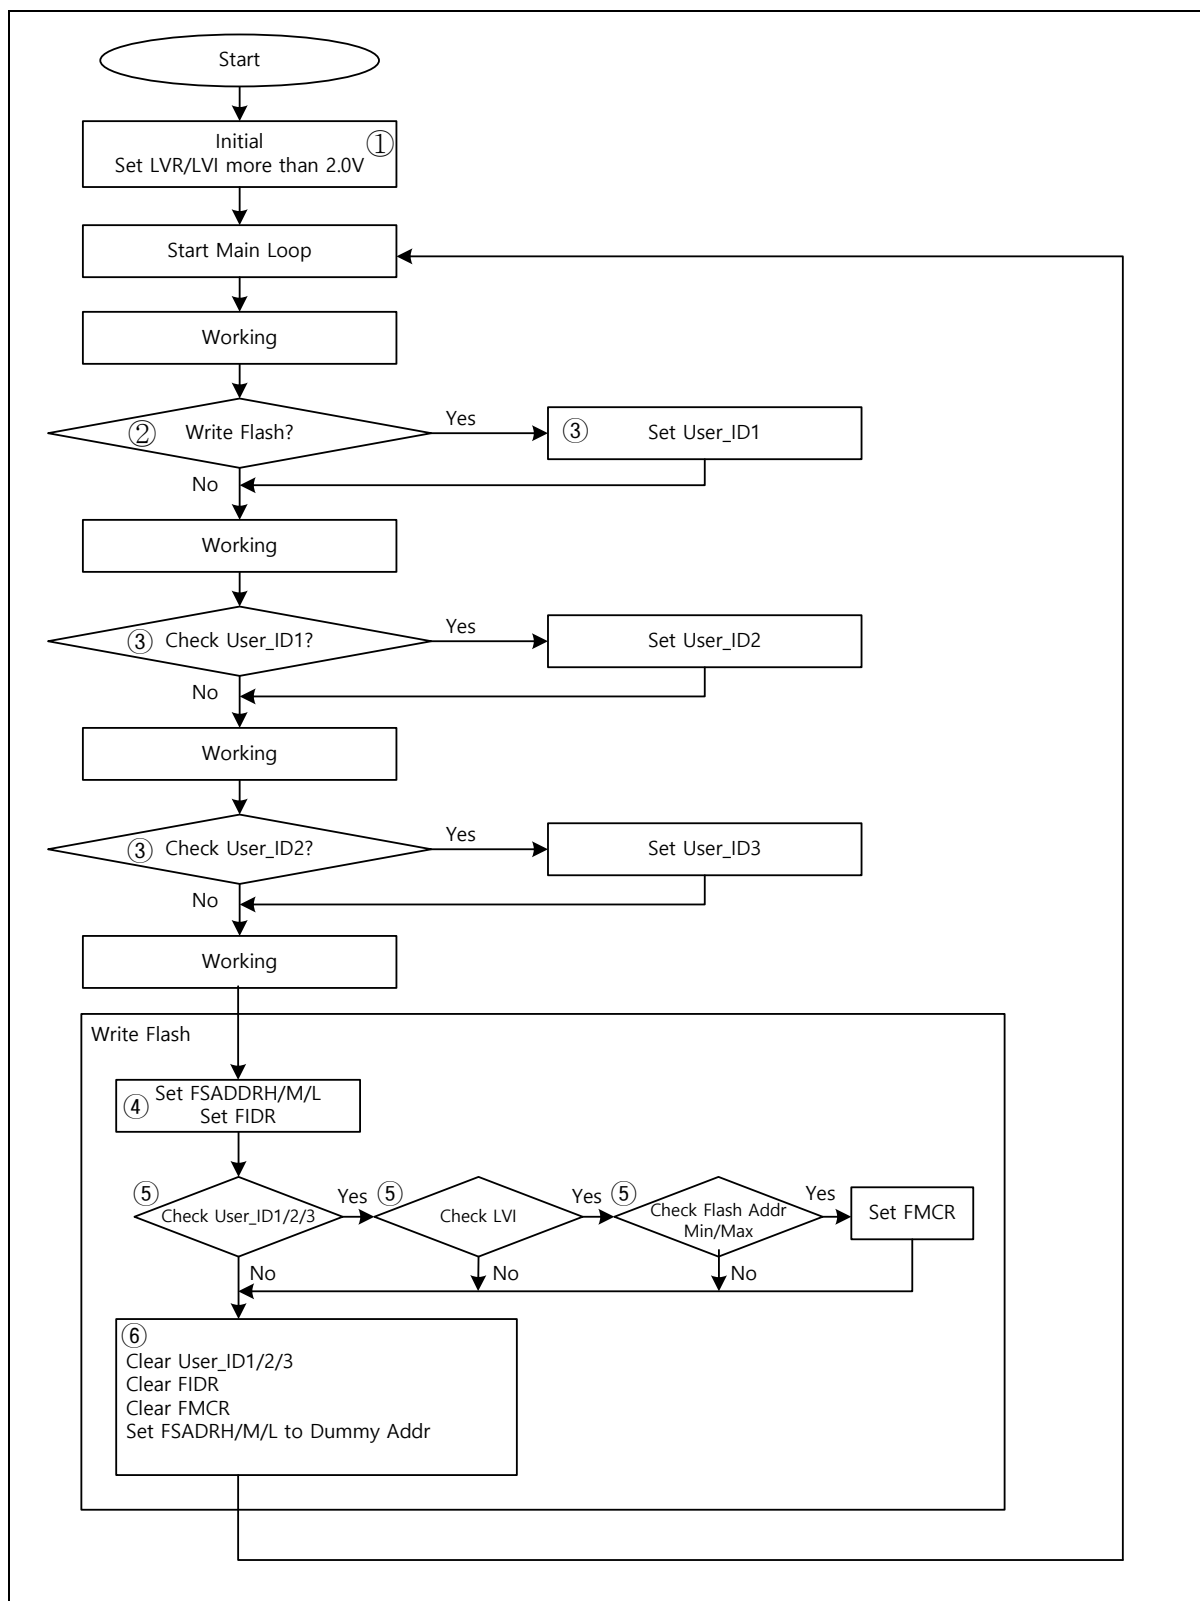 Start
Initial ①
Set LVR/LVI more than 2.0V
Start Main Loop
Working
② Write Flash?
Yes
③ Set User_ID1
No
Working
③ Check User_ID1?
Yes
Set User_ID2
No
Working
③ Check User_ID2?
Yes
Set User_ID3
No
Working
Write Flash
④ Set FSADDRH/M/L
Set FIDR
⑤ Check User_ID1/2/3
Yes
⑤ Check LVI
Yes
⑤ Check Flash Addr
Min/Max
Yes
Set FMCR
No
No
No
⑥
Clear User_ID1/2/3
Clear FIDR
Clear FMCR
Set FSADRH/M/L to Dummy Addr